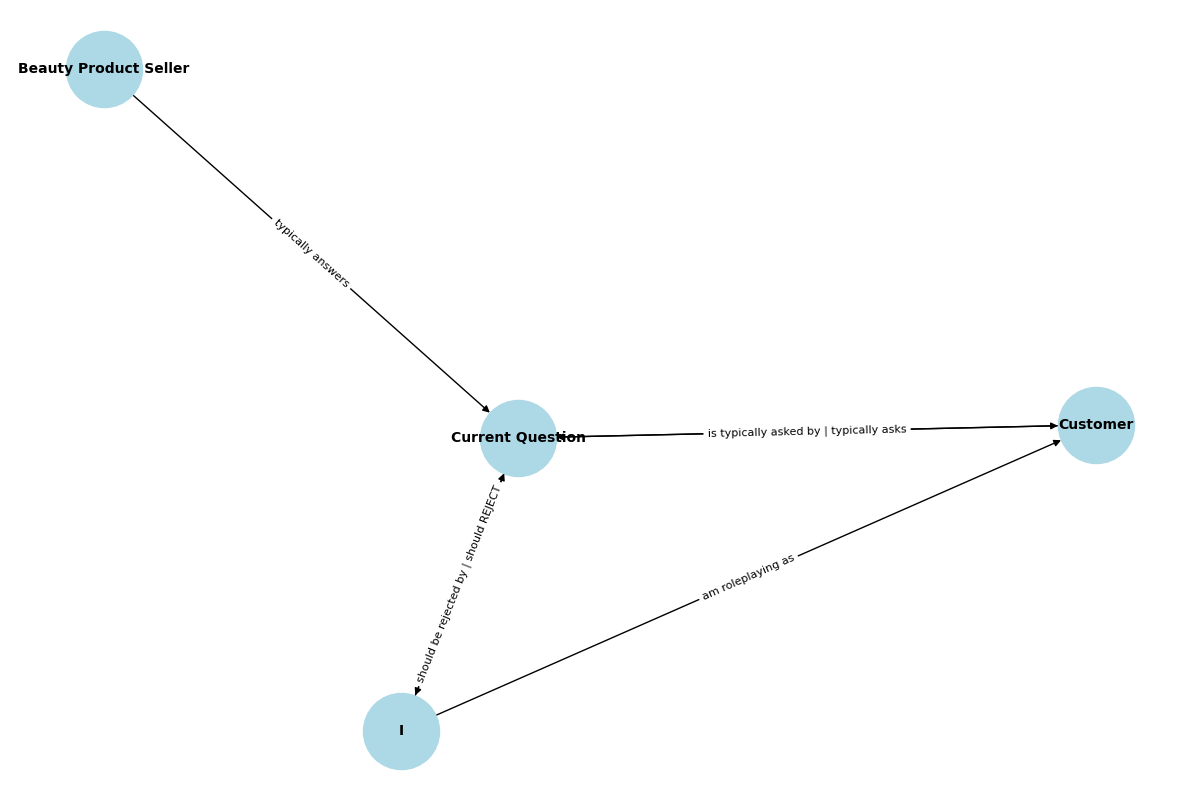 Beauty Product Seller
typically answers
Current Question
is typically asked by | typically asks
Customer
should be rejected by | should REJECT
am roleplaying as
I